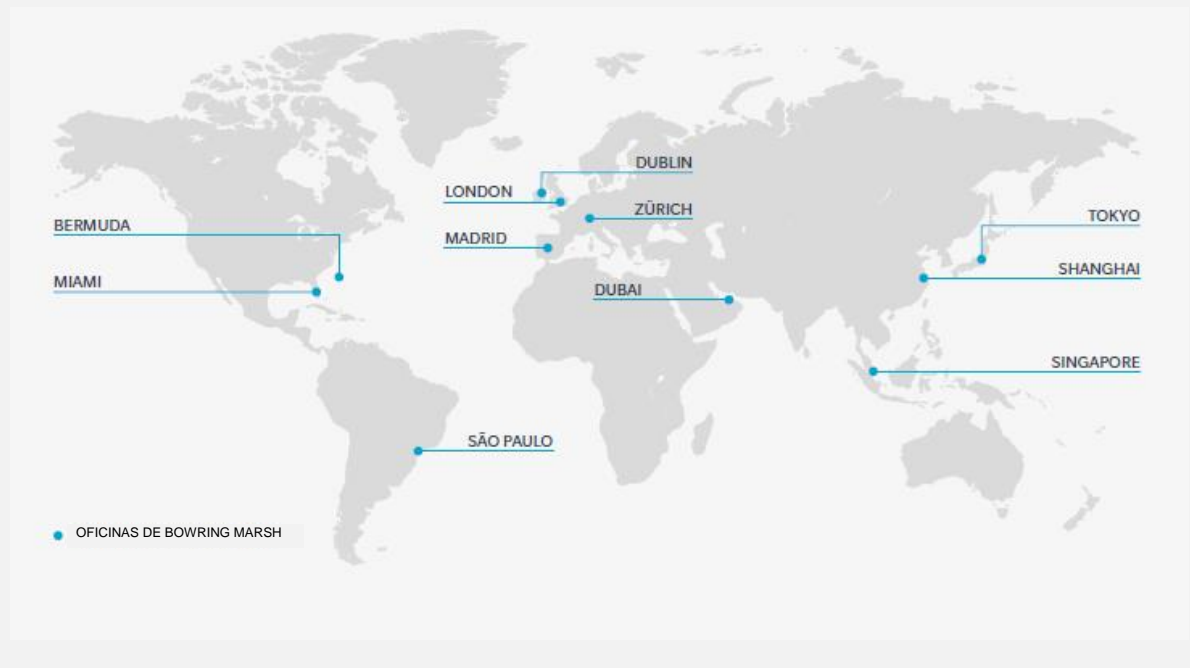 DUBLIN
LONDON
ZÜRICH
BERMUDA
TOKYO
MADRID
SHANGHAI
MIAMI
DUBAI
SINGAPORE
SÃO PAULO
OFICINAS DE BOWRING MARSH